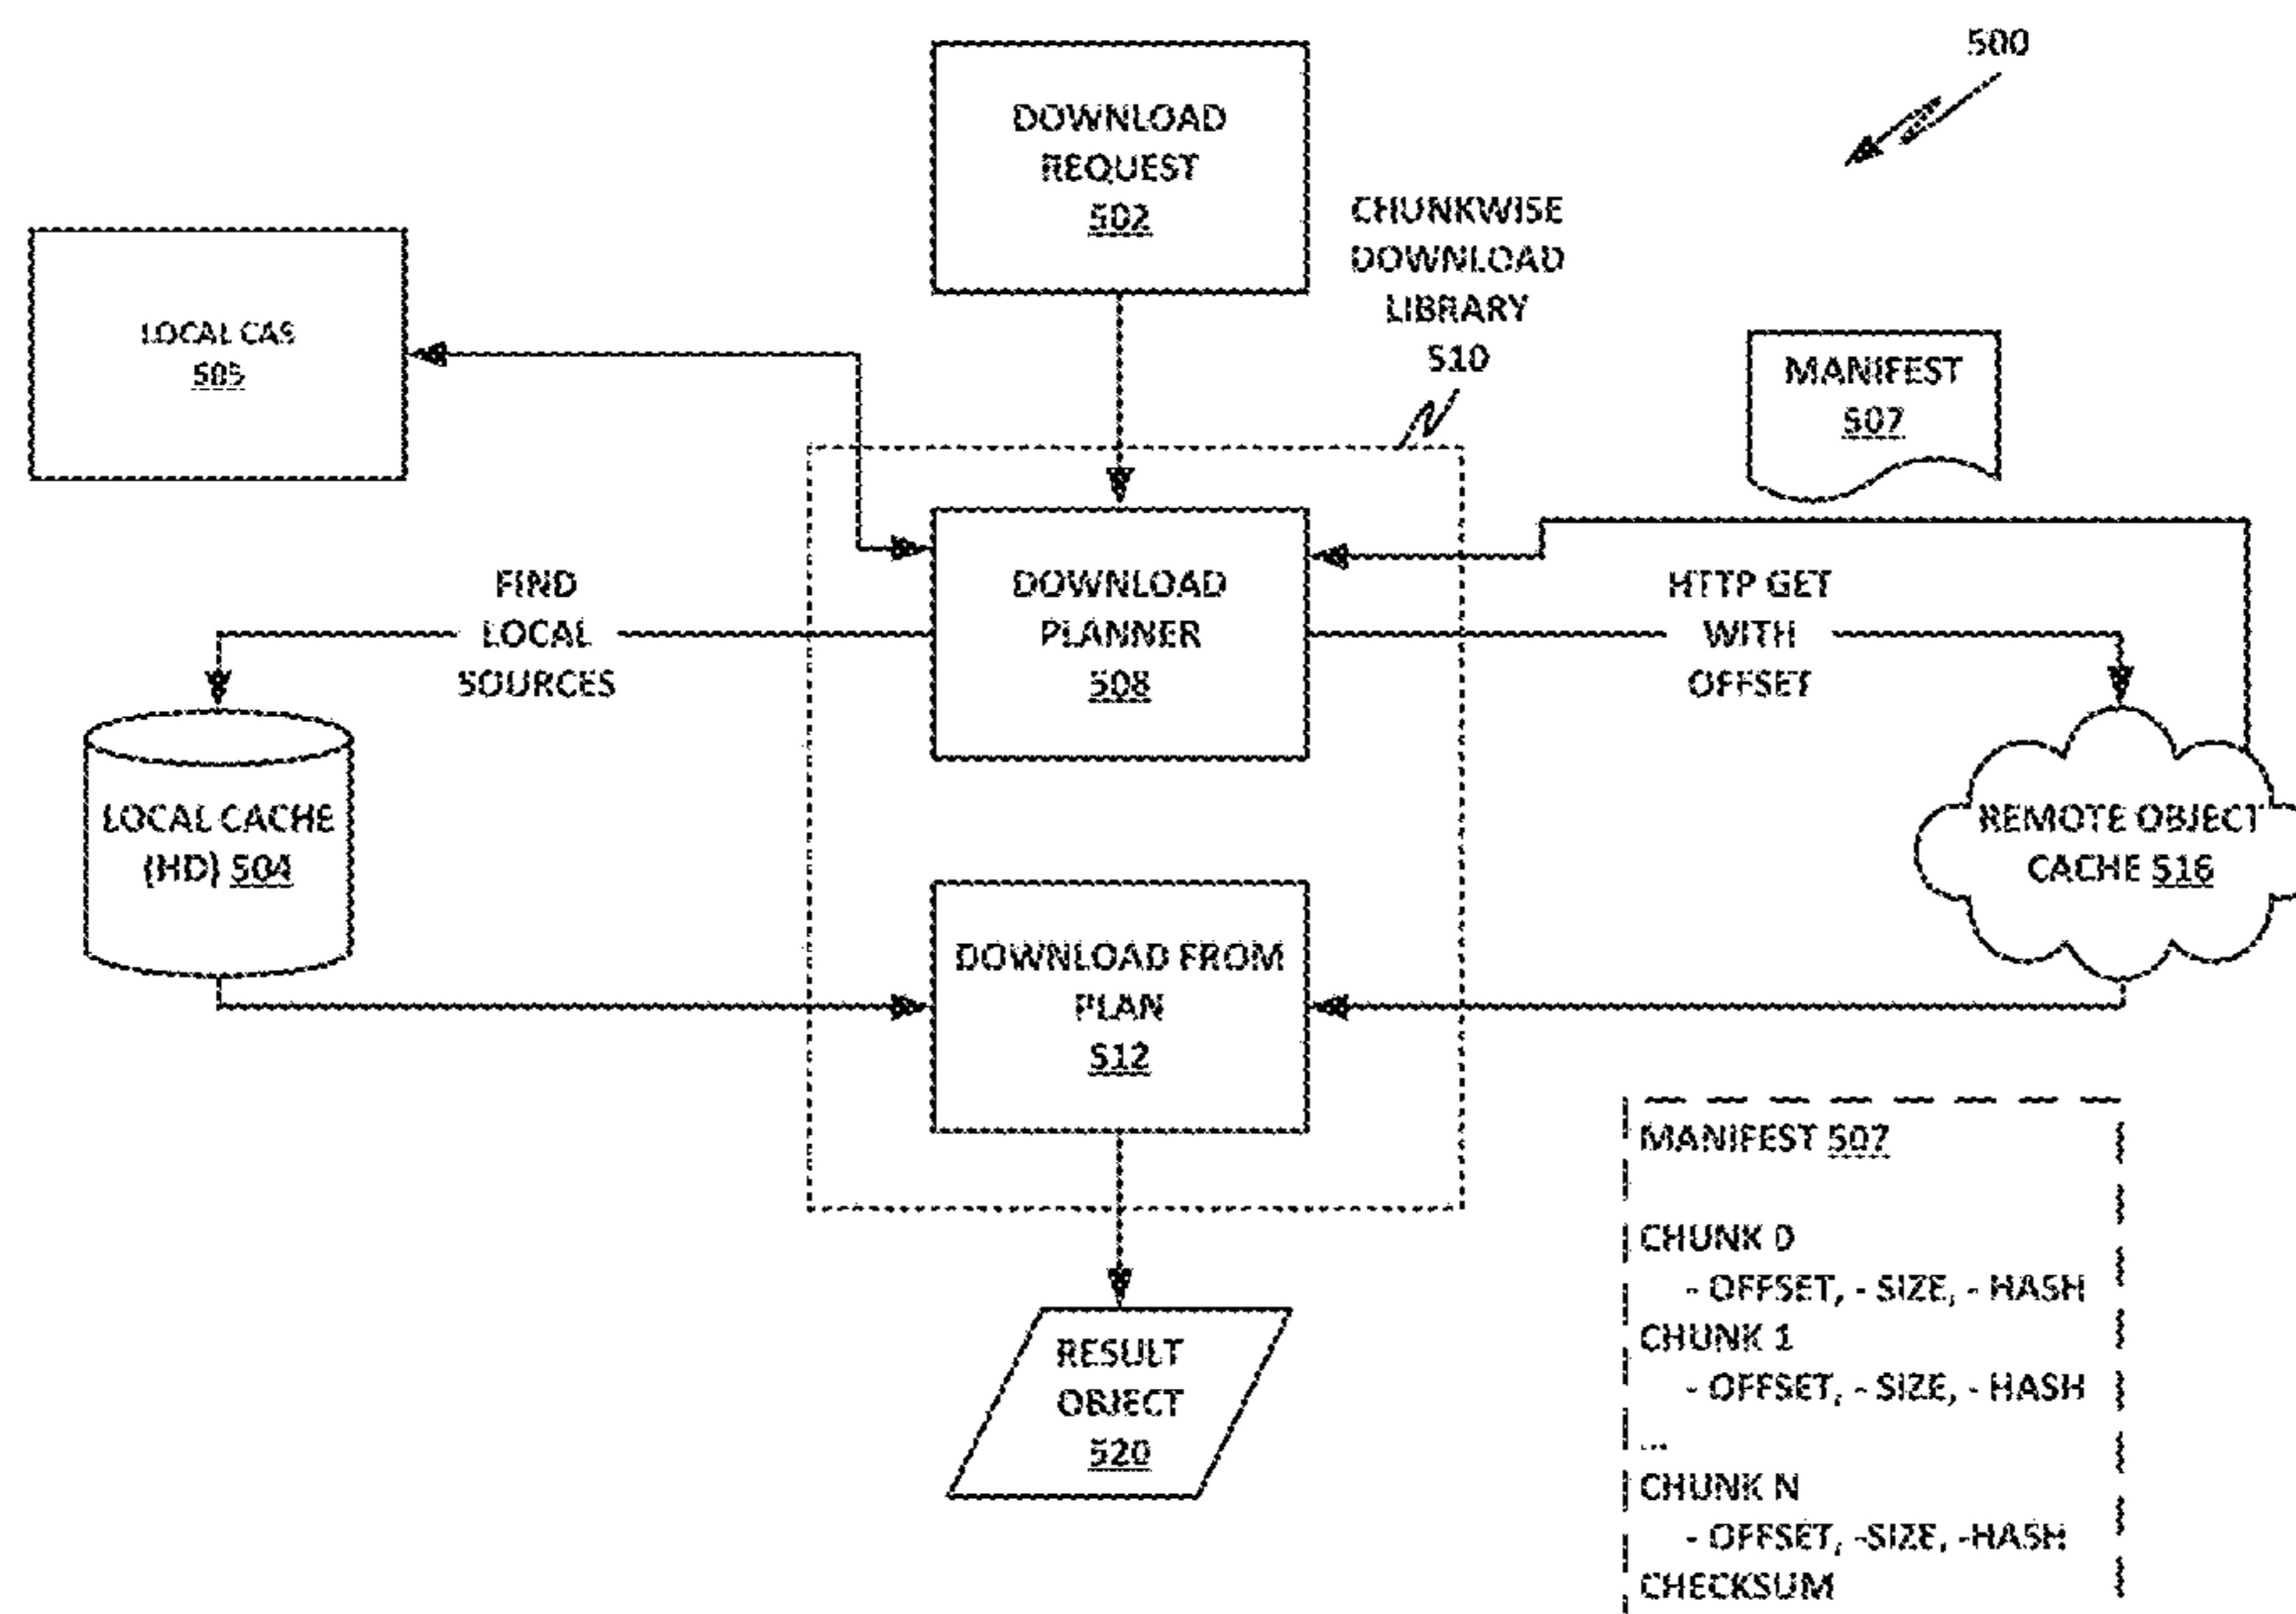 500
DOWNLOAD
REQUEST
502
CHUNKWISE
DOWNLOAD
LIBRARY
510
LOCAL CAS
505
MANIFEST
507
FIND
LOCAL
SOURCES
DOWNLOAD
PLANNER
508
HTTP GET
WITH
OFFSET
LOCAL CACHE
(HD) 504
REMOTE OBJECT
CACHE 516
DOWNLOAD FROM
PLAN
512
RESULT
OBJECT
520
MANIFEST 507
CHUNK 0
- OFFSET, - SIZE, - HASH
CHUNK 1
- OFFSET, - SIZE, - HASH
...
CHUNK N
- OFFSET, -SIZE, -HASH
CHECKSUM